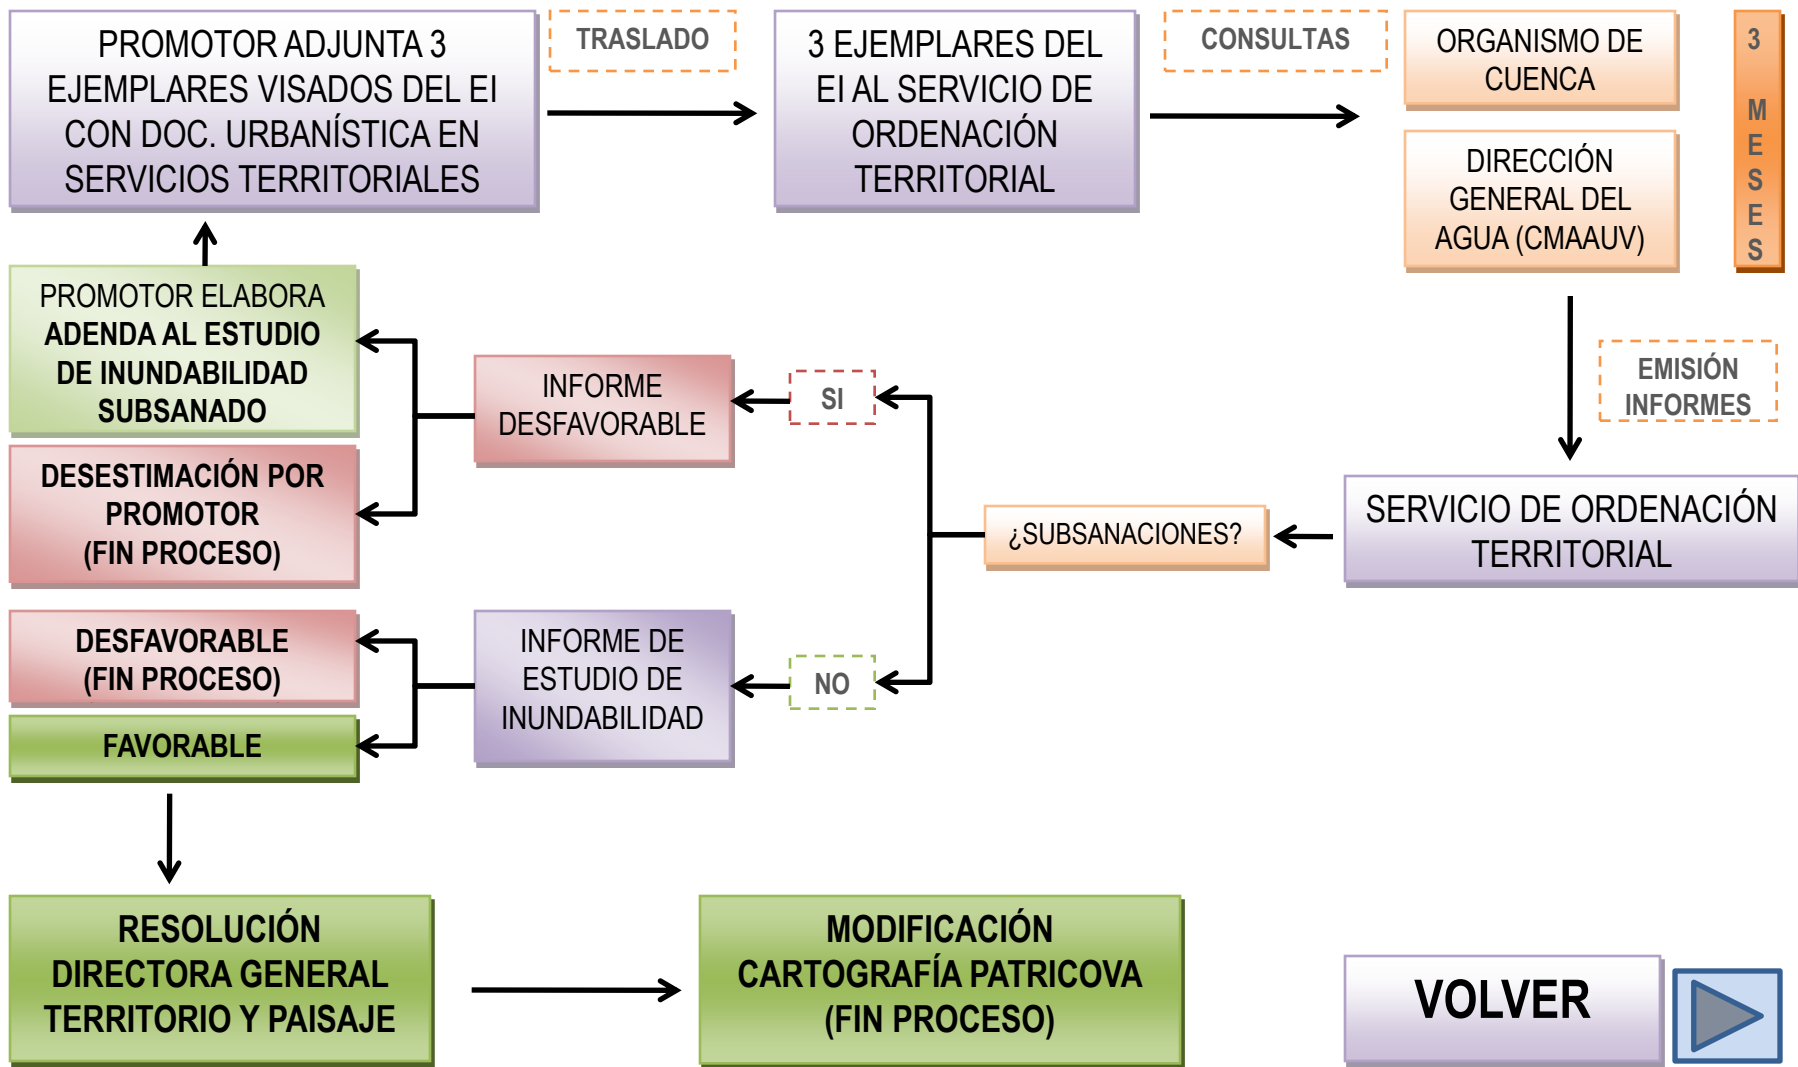 PROMOTOR ADJUNTA 3
EJEMPLARES VISADOS DEL EI
CON DOC. URBANÍSTICA EN
SERVICIOS TERRITORIALES
TRASLADO
3 EJEMPLARES DEL
EI AL SERVICIO DE
ORDENACIÓN
TERRITORIAL
CONSULTAS
ORGANISMO DE
CUENCA
DIRECCIÓN
GENERAL DEL
AGUA (CMAAUV)
3
M
E
S
E
S
EMISIÓN
INFORMES
SERVICIO DE ORDENACIÓN
TERRITORIAL
¿SUBSANACIONES?
SI
INFORME
DESFAVORABLE
PROMOTOR ELABORA
ADENDA AL ESTUDIO
DE INUNDABILIDAD
SUBSANADO
DESESTIMACIÓN POR
PROMOTOR
(FIN PROCESO)
NO
INFORME DE
ESTUDIO DE
INUNDABILIDAD
DESFAVORABLE
(FIN PROCESO)
FAVORABLE
RESOLUCIÓN
DIRECTORA GENERAL
TERRITORIO Y PAISAJE
MODIFICACIÓN
CARTOGRAFÍA PATRICOVA
(FIN PROCESO)
VOLVER